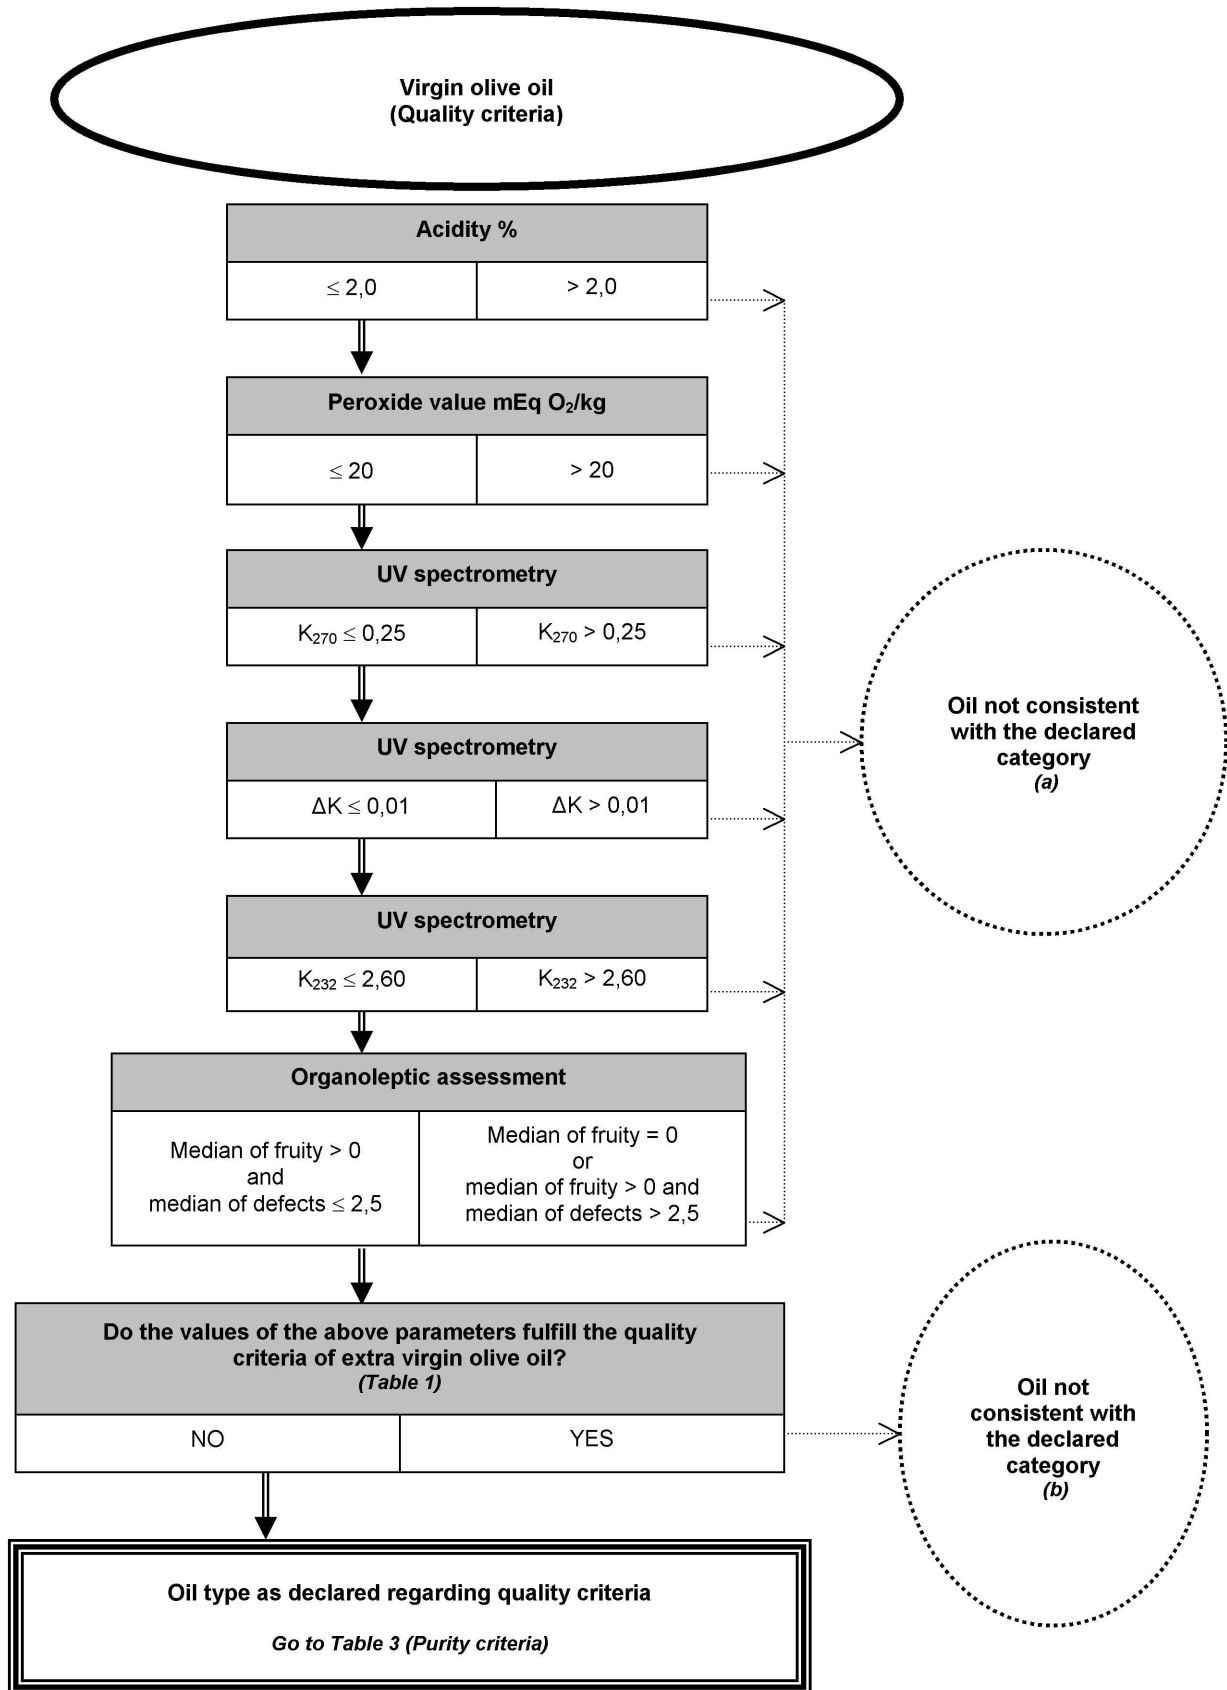 Virgin olive oil
(Quality criteria)
Acidity %
≤ 2,0
> 2,0
Peroxide value mEq O₂/kg
≤ 20
> 20
UV spectrometry
K₂₇₀ ≤ 0,25
K₂₇₀ > 0,25
UV spectrometry
ΔK ≤ 0,01
ΔK > 0,01
UV spectrometry
K₂₃₂ ≤ 2,60
K₂₃₂ > 2,60
Oil not consistent
with the declared
category
(a)
Organoleptic assessment
Median of fruity > 0
and
median of defects ≤ 2,5
Median of fruity = 0
or
median of fruity > 0 and
median of defects > 2,5
Do the values of the above parameters fulfill the quality
criteria of extra virgin olive oil?
(Table 1)
NO
YES
Oil not
consistent with
the declared
category
(b)
Oil type as declared regarding quality criteria
Go to Table 3 (Purity criteria)